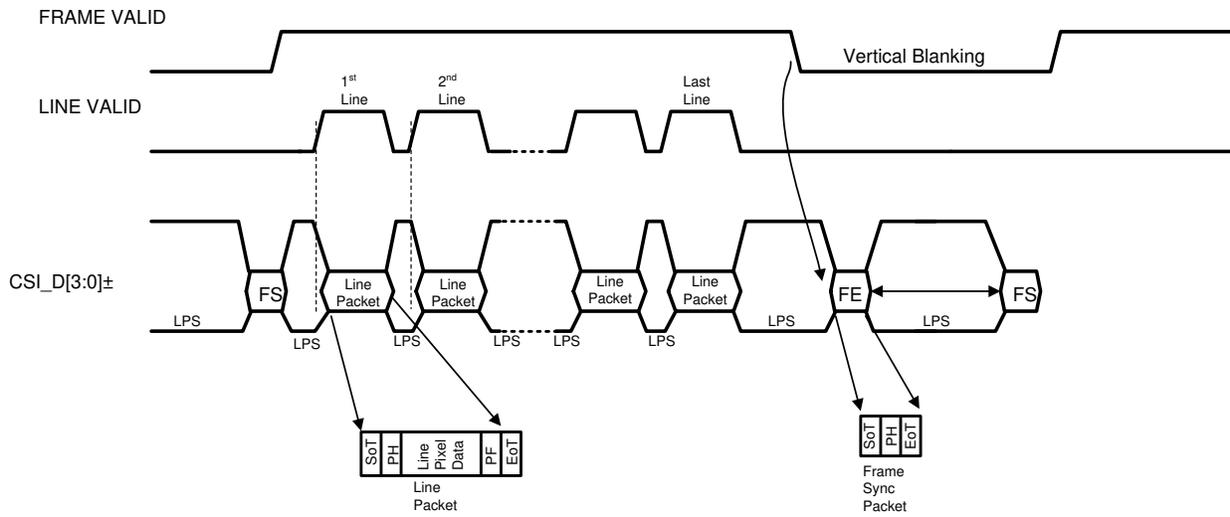 FRAME VALID
Vertical Blanking
1st
Line
2nd
Line
Last
Line
LINE VALID
CSI_D[3:0]±
FS
Line
Packet
Line
Packet
Line
Packet
Line
Packet
FE
FS
LPS
LPS
LPS
LPS
LPS
LPS
LPS
LPS
SoT
PH
Line
Pixel
Data
PF
EoT
Line
Packet
SoT
PH
EoT
Frame
Sync
Packet